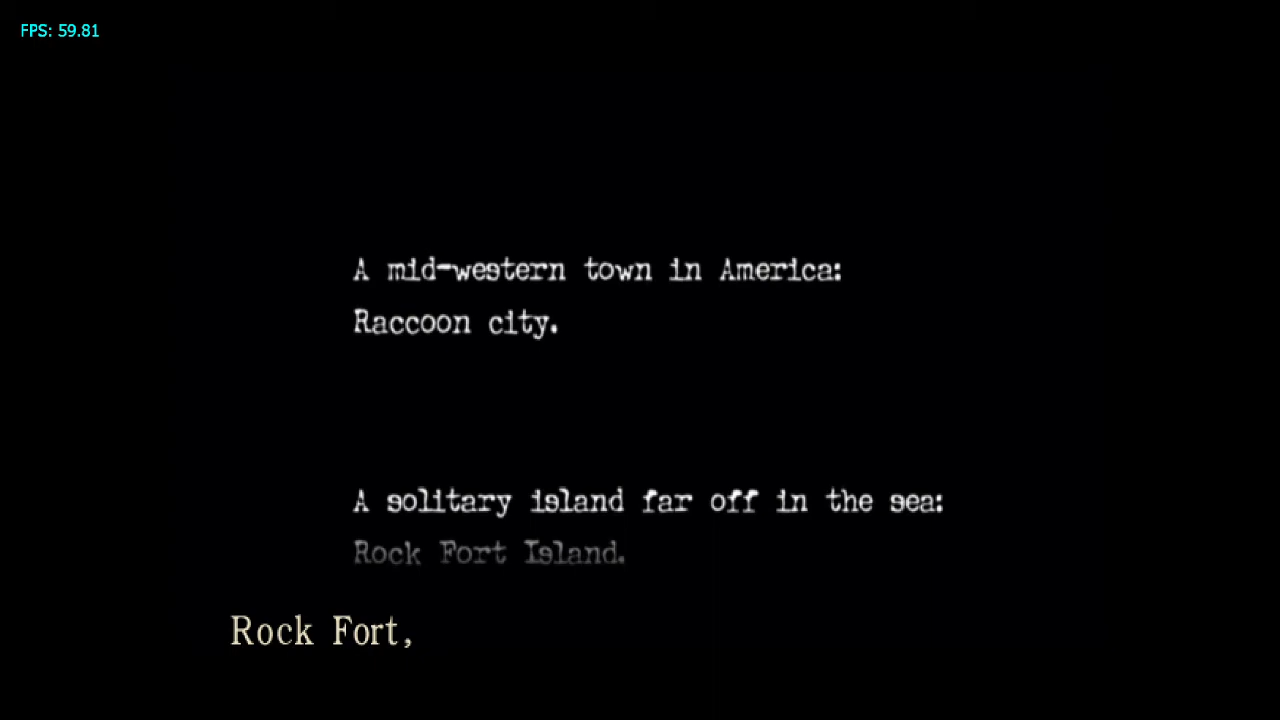 FPS: 59.81
A mid-western town in America:
Raccoon city.
A solitary island far off in the sea:
Rock Fort Island.
Rock Fort,